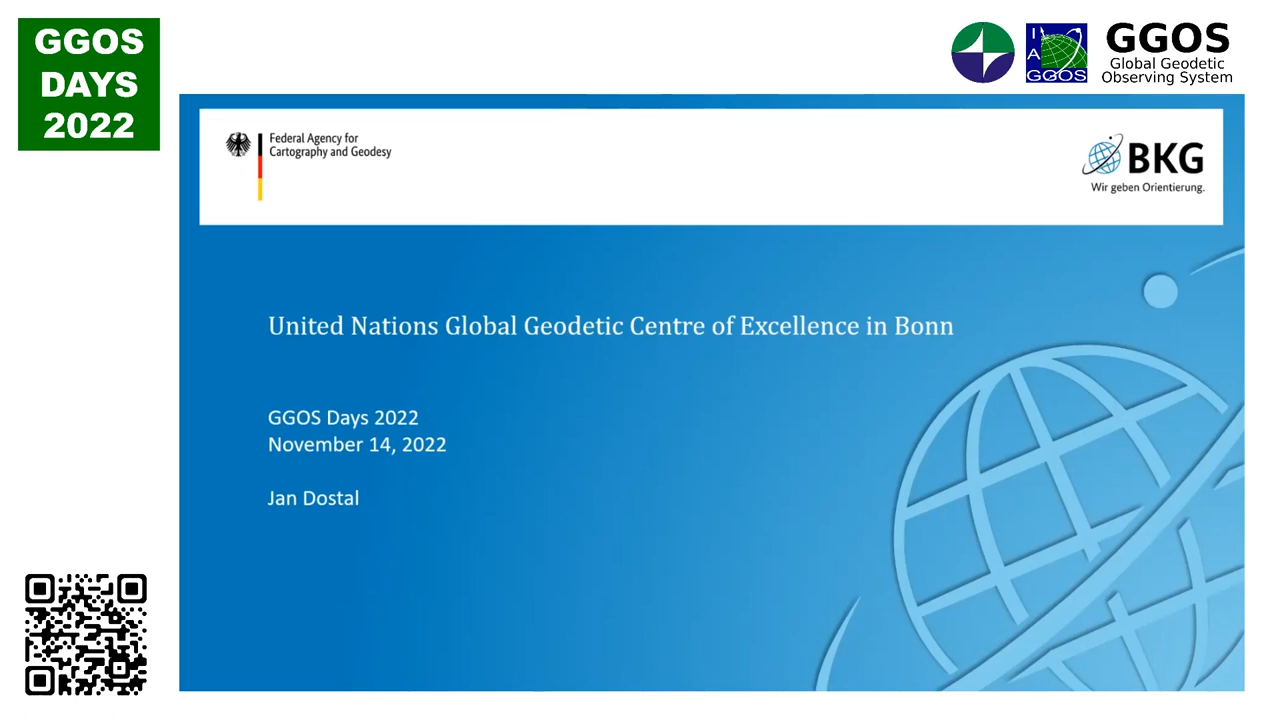 GGOS
DAYS
2022
I
A
GGOS
GGOS
Global Geodetic
Observing System
Federal Agency for
Cartography and Geodesy
BKG
Wir geben Orientierung.
United Nations Global Geodetic Centre of Excellence in Bonn
GGOS Days 2022
November 14, 2022
Jan Dostal